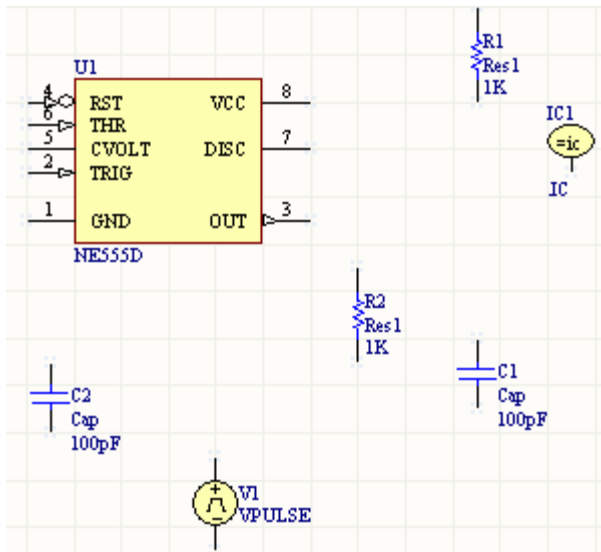 R1
Res1
1K
U1
4 RST VCC 8
6 THR
5 CVOLT DISC 7
2 TRIG
1 GND OUT 3
NE555D
IC1
=ic
.IC
R2
Res1
1K
C1
Cap
100pF
C2
Cap
100pF
V1
VPULSE